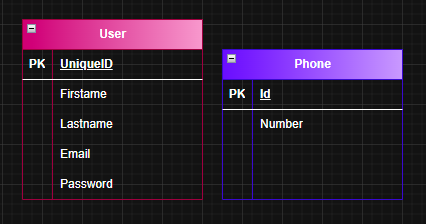 User
PK UniqueID
Firstame
Lastname
Email
Password
Phone
PK Id
Number